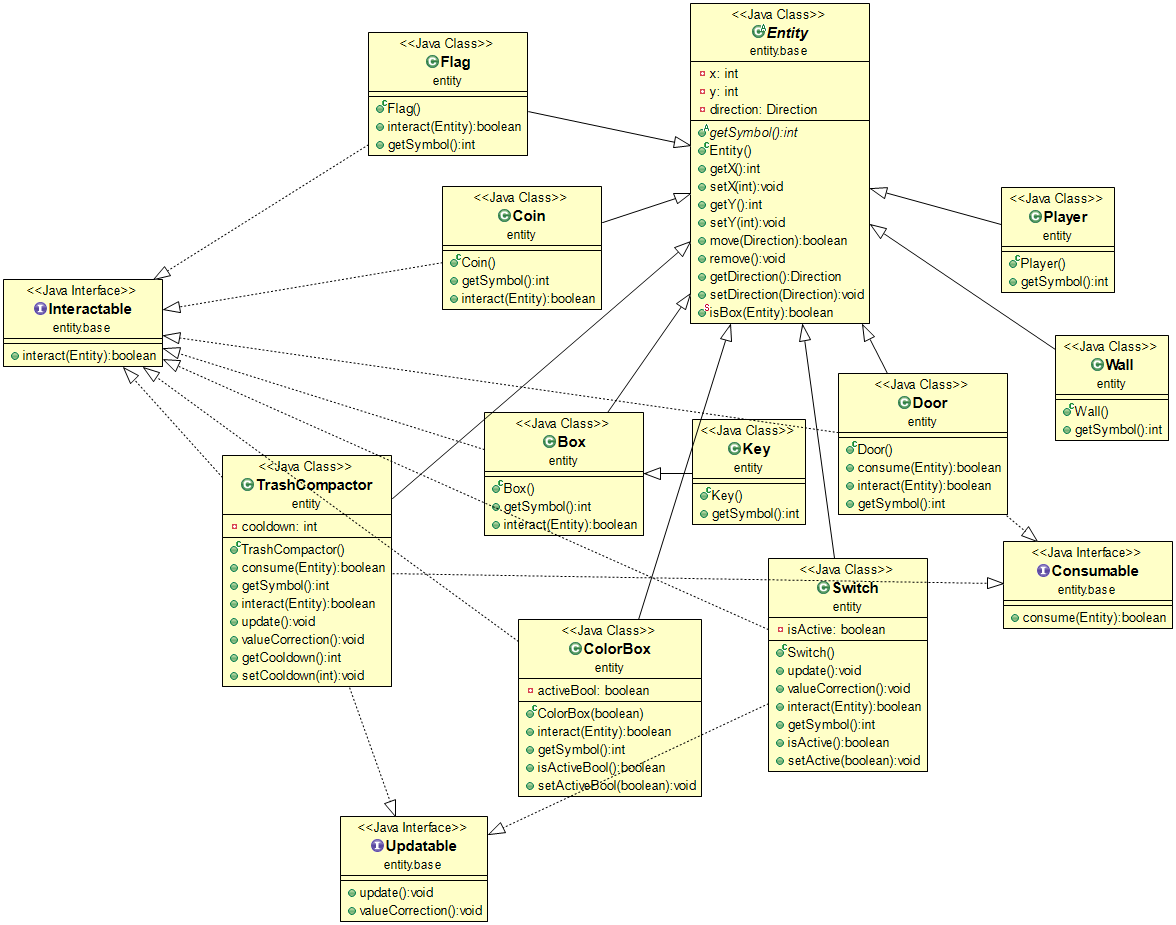 <<Java Class>>
Entity
entity.base
x: int
y: int
direction: Direction
getSymbol():int
Entity()
getX():int
setX(int):void
getY():int
setY(int):void
move(Direction):boolean
remove():void
getDirection():Direction
setDirection(Direction):void
isBox(Entity):boolean
<<Java Class>>
Flag
entity
Flag()
interact(Entity):boolean
getSymbol():int
<<Java Class>>
Coin
entity
Coin()
getSymbol():int
interact(Entity):boolean
<<Java Class>>
Player
entity
Player()
getSymbol():int
<<Java Interface>>
Interactable
entity.base
interact(Entity):boolean
<<Java Class>>
Wall
entity
Wall()
getSymbol():int
<<Java Class>>
Door
entity
Door()
consume(Entity):boolean
interact(Entity):boolean
getSymbol():int
<<Java Class>>
Box
entity
Box()
getSymbol():int
interact(Entity):boolean
<<Java Class>>
Key
entity
Key()
getSymbol():int
<<Java Class>>
TrashCompactor
entity
cooldown: int
TrashCompactor()
consume(Entity):boolean
getSymbol():int
interact(Entity):boolean
update():void
valueCorrection():void
getCooldown():int
setCooldown(int):void
<<Java Interface>>
Consumable
entity.base
consume(Entity):boolean
<<Java Class>>
Switch
entity
isActive: boolean
Switch()
update():void
valueCorrection():void
interact(Entity):boolean
getSymbol():int
isActive():boolean
setActive(boolean):void
<<Java Class>>
ColorBox
entity
activeBool: boolean
ColorBox(boolean)
interact(Entity):boolean
getSymbol():int
isActiveBool():boolean
setActiveBool(boolean):void
<<Java Interface>>
Updatable
entity.base
update():void
valueCorrection():void